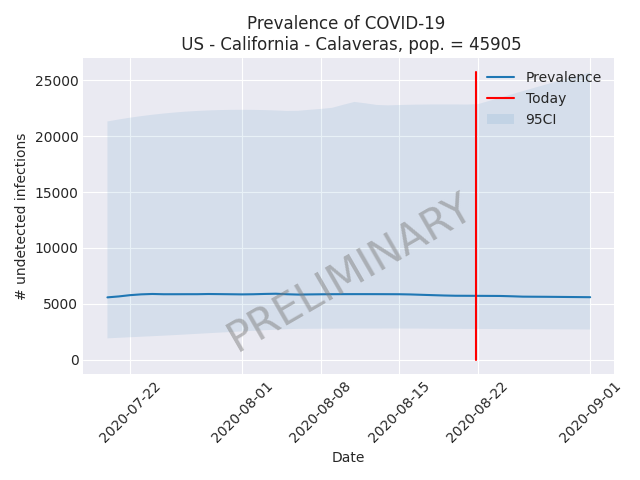 Prevalence of COVID-19
US - California - Calaveras, pop. = 45905
25000
20000
15000
10000
5000
0
# undetected infections
Prevalence
Today
95CI
PRELIMINARY
2020-07-22
2020-08-01
2020-08-08
2020-08-15
2020-08-22
2020-09-01
Date